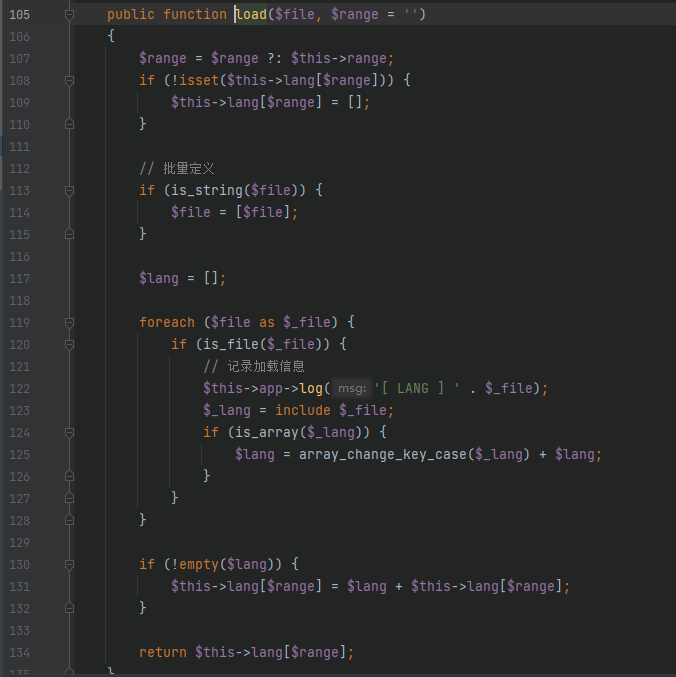 105 public function load($file, $range = '')
106 {
107 $range = $range ?: $this->range;
108 if (!isset($this->lang[$range])) {
109 $this->lang[$range] = [];
110 }
111
112 // 批量定义
113 if (is_string($file)) {
114 $file = [$file];
115 }
116
117 $lang = [];
118
119 foreach ($file as $_file) {
120 if (is_file($_file)) {
121 // 记录加载信息
122 $this->app->log( msg: '[ LANG ] ' . $_file);
123 $_lang = include $_file;
124 if (is_array($_lang)) {
125 $lang = array_change_key_case($_lang) + $lang;
126 }
127 }
128 }
129
130 if (!empty($lang)) {
131 $this->lang[$range] = $lang + $this->lang[$range];
132 }
133
134 return $this->lang[$range];
135 }